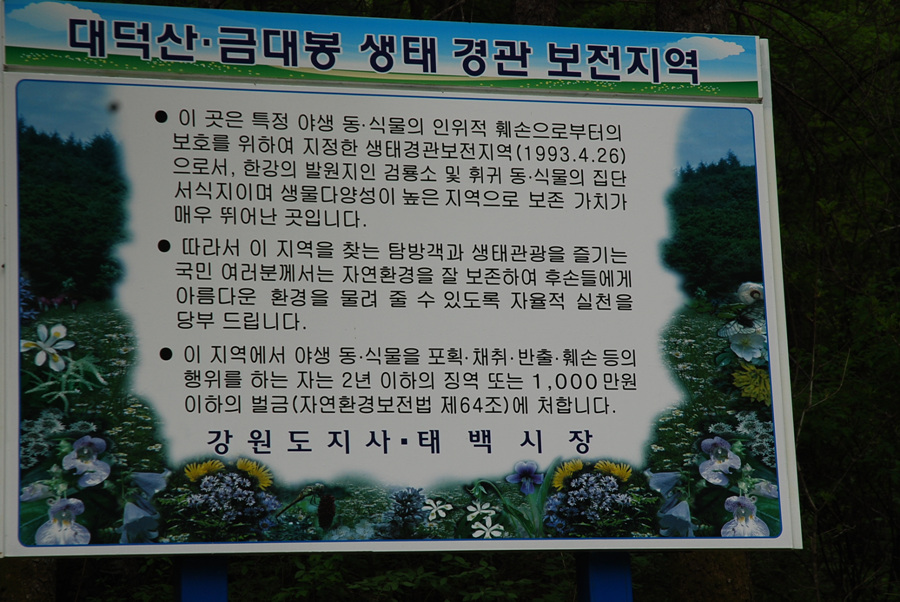 대덕산·금대봉 생태 경관 보전지역
● 이 곳은 특정 야생 동·식물의 인위적 훼손으로부터의
보호를 위하여 지정한 생태경관보전지역(1993.4.26)
으로서, 한강의 발원지인 검룡소 및 휘귀 동·식물의 집단
서식지이며 생물다양성이 높은 지역으로 보존 가치가
매우 뛰어난 곳입니다.
● 따라서 이 지역을 찾는 탐방객과 생태관광을 즐기는
국민 여러분께서는 자연환경을 잘 보존하여 후손들에게
아름다운 환경을 물려 줄 수 있도록 자율적 실천을
당부 드립니다.
● 이 지역에서 야생 동·식물을 포획·채취·반출·훼손 등의
행위를 하는 자는 2년 이하의 징역 또는 1,000만원
이하의 벌금(자연환경보전법 제64조)에 처합니다.
강원도지사·태백시장